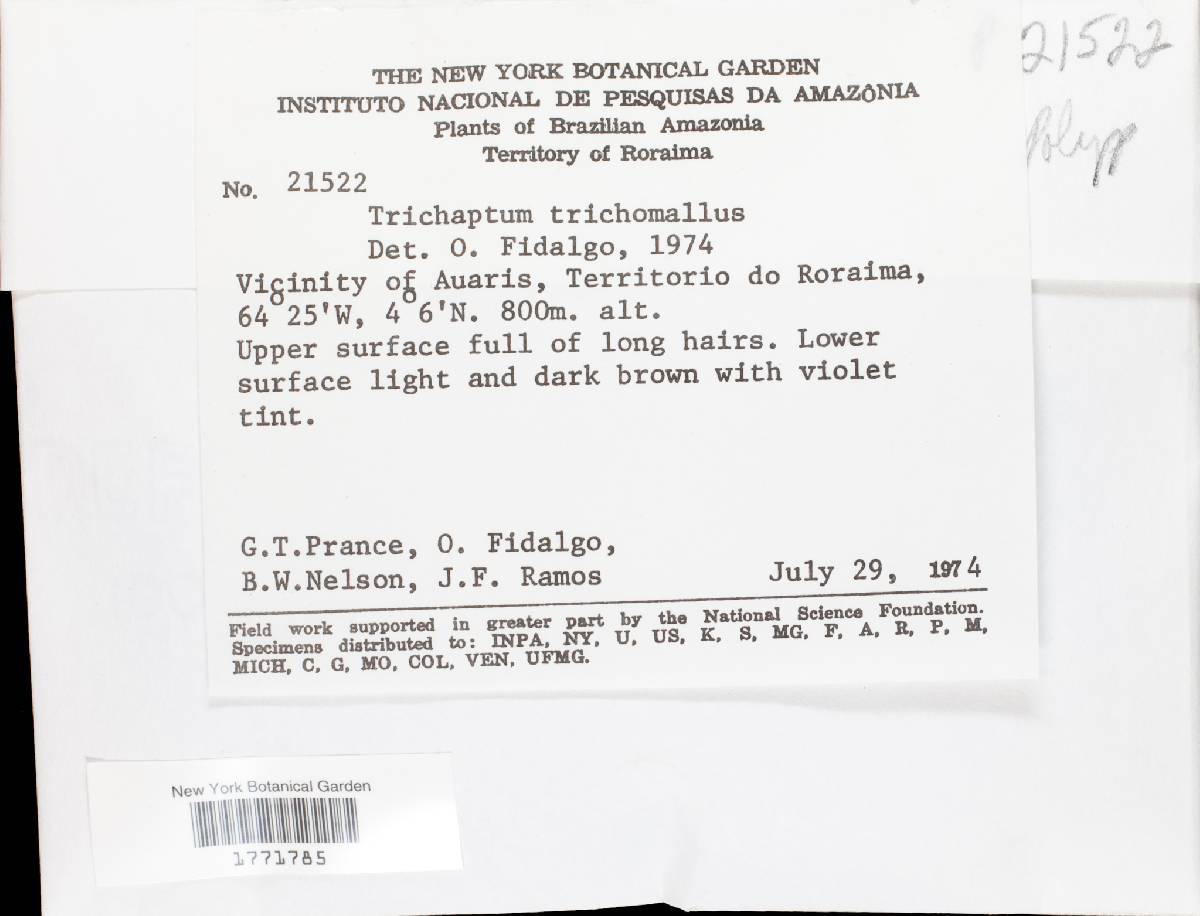 21522
Polyp
THE NEW YORK BOTANICAL GARDEN
INSTITUTO NACIONAL DE PESQUISAS DA AMAZÔNIA
Plants of Brazilian Amazonia
Territory of Roraima
No. 21522
Trichaptum trichomallus
Det. O. Fidalgo, 1974
Vicinity of Auaris, Territorio do Roraima,
64°25'W, 4°6'N. 800m. alt.
Upper surface full of long hairs. Lower
surface light and dark brown with violet
tint.
G.T.Prance, O. Fidalgo,
B.W.Nelson, J.F. Ramos
July 29, 1974
Field work supported in greater part by the National Science Foundation.
Specimens distributed to: INPA, NY, U, US, K, S, MG, F, A, R, P, M,
MICH, C, G, MO, COL, VEN, UFMG.
New York Botanical Garden
1771785